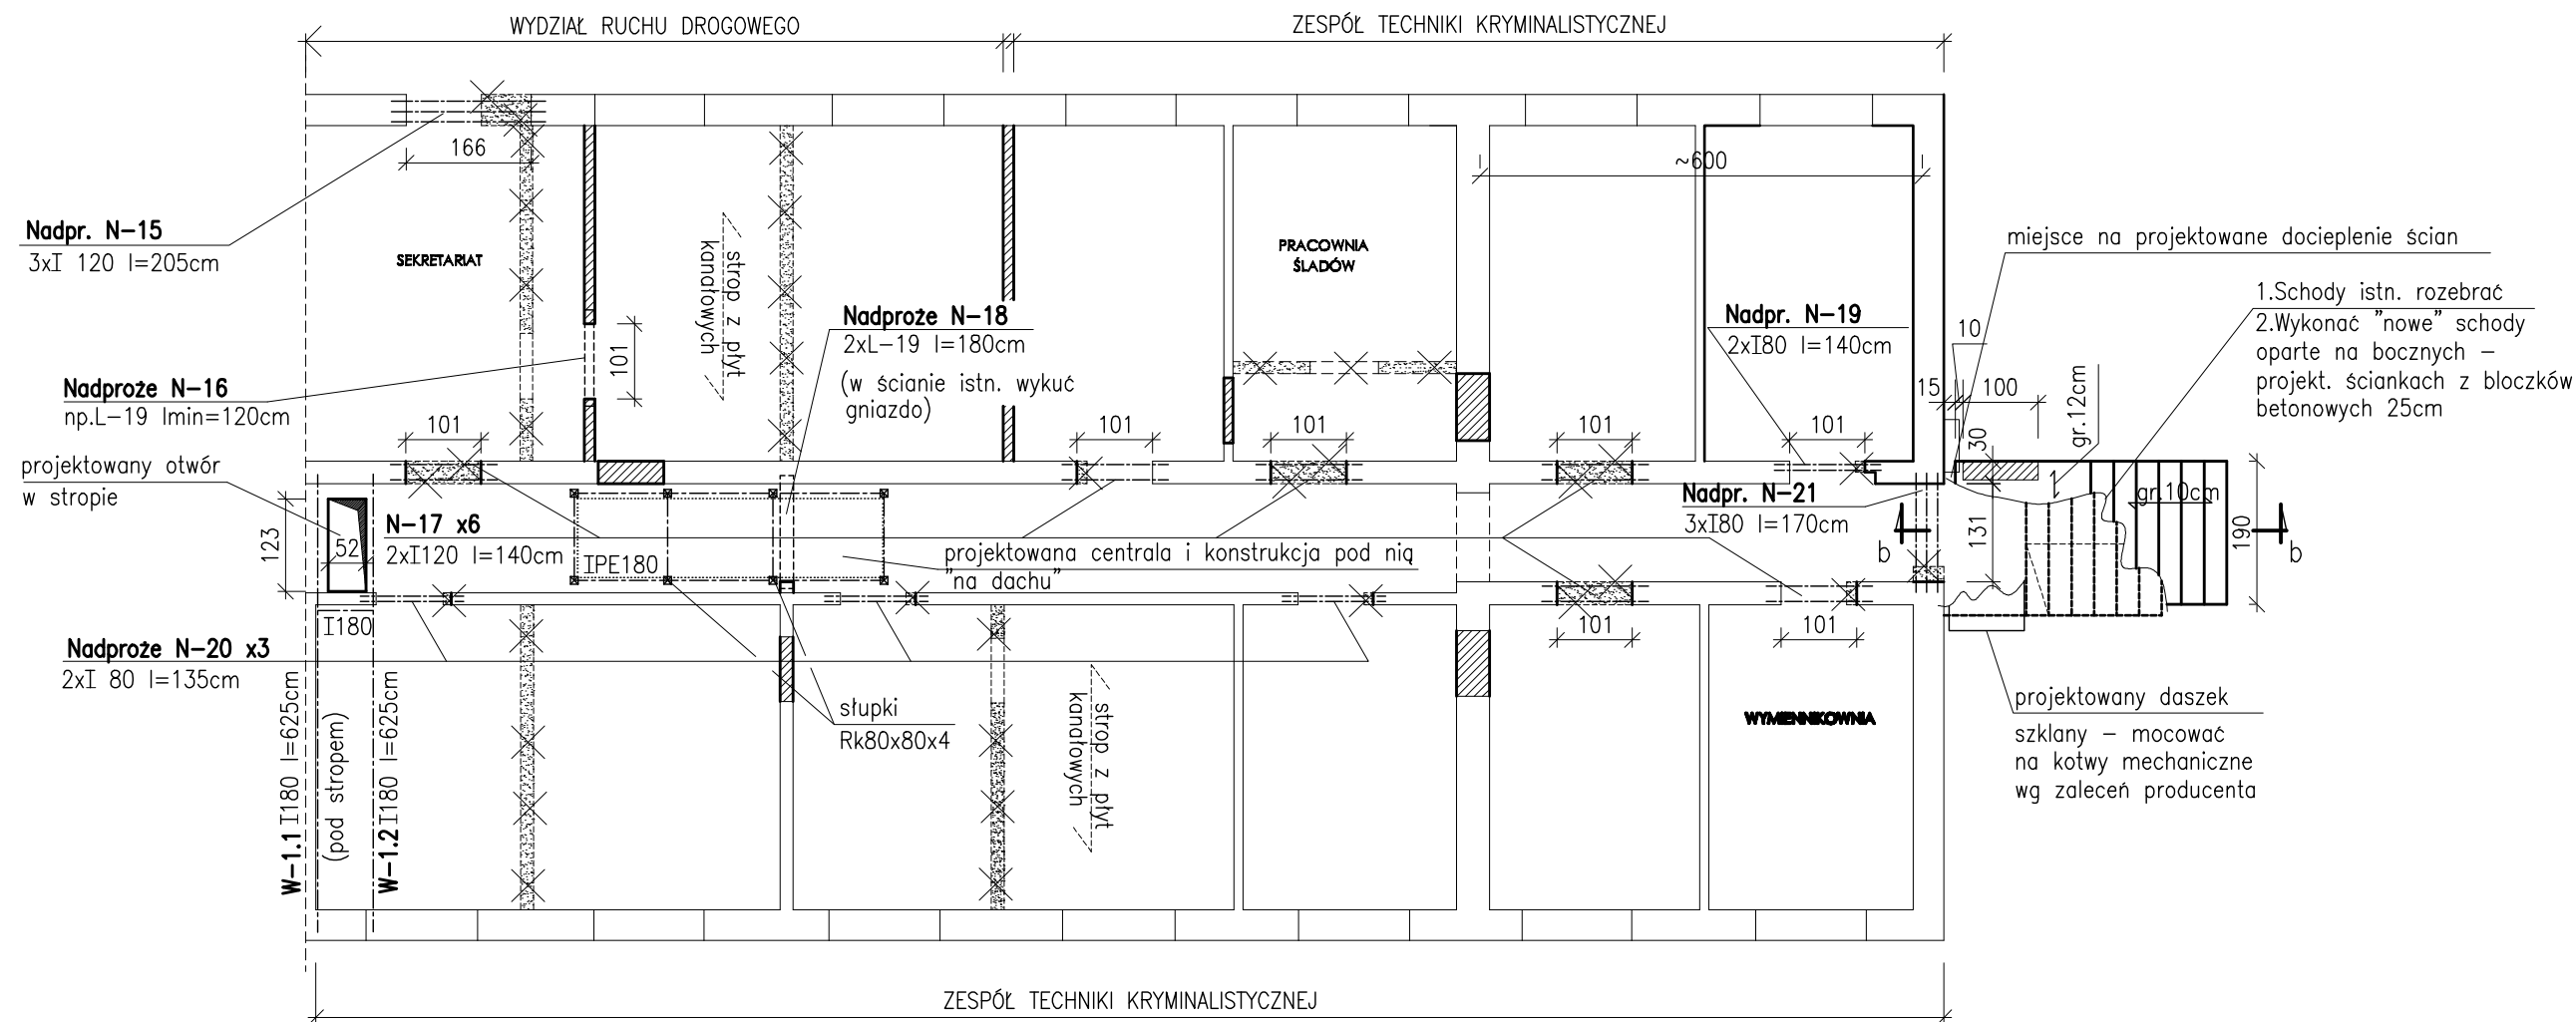 WYDZIAŁ RUCHU DROGOWEGO
ZESPÓŁ TECHNIKI KRYMINALISTYCZNEJ
166
~600
Nadpr. N-15
3xI 120 l=205cm
SEKRETARIAT
strop z płyt
kanałowych
PRACOWNIA
ŚLADÓW
miejsce na projektowane docieplenie ścian
1.Schody istn. rozebrać
2.Wykonać "nowe" schody
oparte na bocznych –
projekt. ściankach z bloczków
betonowych 25cm
Nadproże N-18
2xL-19 l=180cm
(w ścianie istn. wykuć
gniazdo)
Nadpr. N-19
2xI80 l=140cm
10
15
100
101
Nadproże N-16
np.L-19 lmin=120cm
101
101
101
101
101
30
gr.12cm
projektowany otwór
w stropie
gr.10cm
Nadpr. N-21
3xI80 l=170cm
123
52
N-17 x6
2xI120 l=140cm
IPE180
projektowana centrala i konstrukcja pod nią
"na dachu"
131
190
b
b
I180
101
101
Nadproże N-20 x3
2xI 80 l=135cm
W-1.1 I180 l=625cm
(pod stropem)
W-1.2 I180 l=625cm
słupki
Rk80x80x4
strop z płyt
kanałowych
WYMIENNIKOWNIA
projektowany daszek
szklany – mocować
na kotwy mechaniczne
wg zaleceń producenta
ZESPÓŁ TECHNIKI KRYMINALISTYCZNEJ